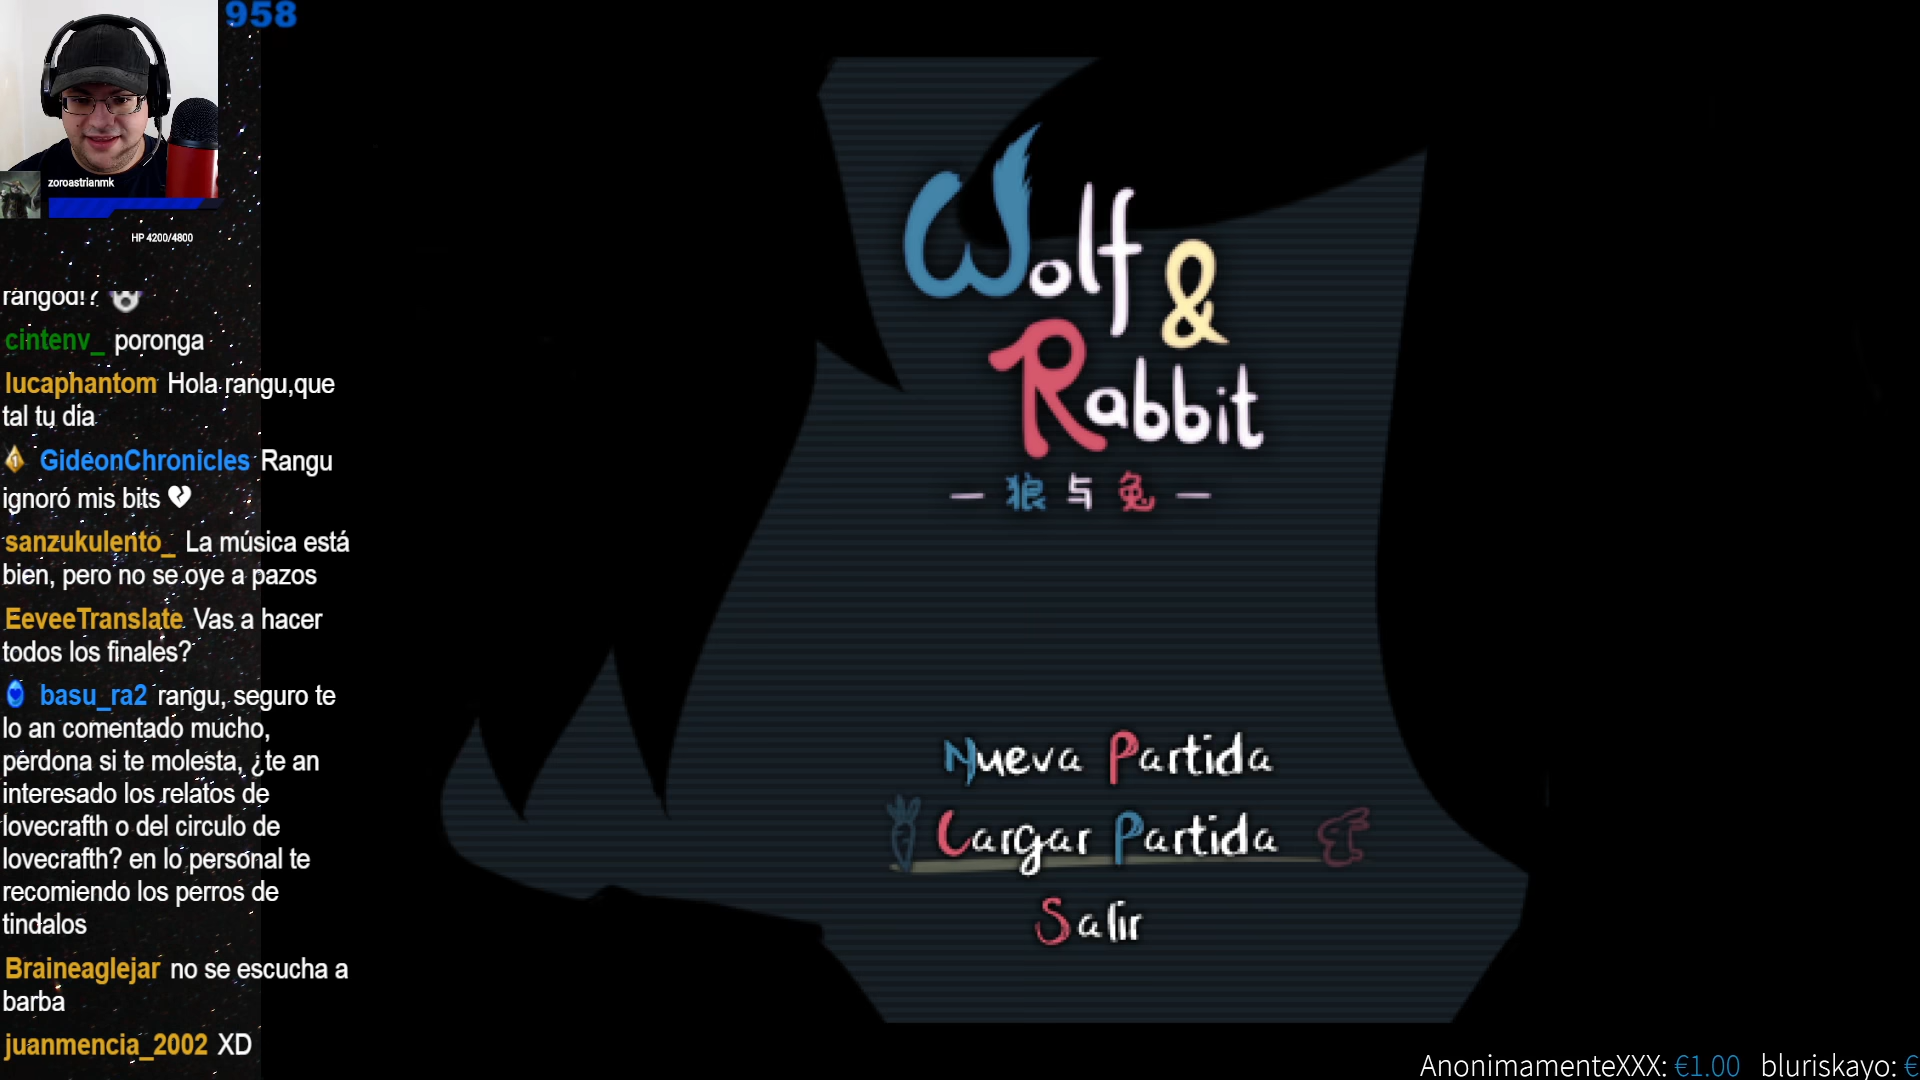 958
zoroastrianmk
HP 4200/4800
rangod!?
cintenv_ poronga
lucaphantom Hola rangu,que
tal tu día
GideonChronicles Rangu
ignoró mis bits
sanzukulento_ La música está
bien, pero no se oye a pazos
EeveeTranslate Vas a hacer
todos los finales?
basu_ra2 rangu, seguro te
lo an comentado mucho,
perdona si te molesta, ¿te an
interesado los relatos de
lovecrafth o del circulo de
lovecrafth? en lo personal te
recomiendo los perros de
tindalos
Braineaglejar no se escucha a
barba
juanmencia_2002 XD
Wolf &
Rabbit
— 狼与兔 —
Nueva Partida
Cargar Partida
Salir
AnonimamenteXXX: €1.00 bluriskayo: €